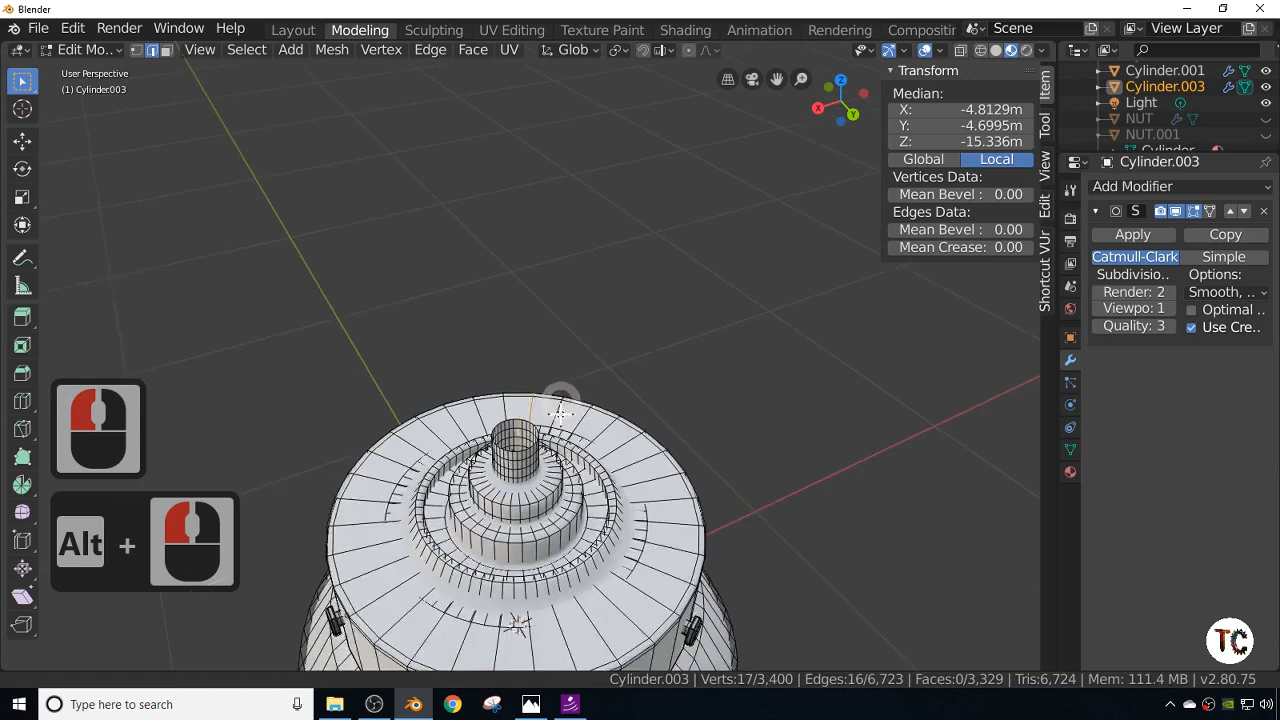 Blender
File Edit Render Window Help Layout Modeling Sculpting UV Editing Texture Paint Shading Animation Rendering Compositin Scene View Layer
Edit Mo... View Select Add Mesh Vertex Edge Face UV Glob
User Perspective
(1) Cylinder.003
Transform
Median:
X: -4.8129m
Y: -4.6995m
Z: -15.336m
Global Local
Vertices Data:
Mean Bevel : 0.00
Edges Data:
Mean Bevel : 0.00
Mean Crease: 0.00
Item
Tool
View
Edit
Shortcut VUr
X
Y
Z
Cylinder.001
Cylinder.003
Light
NUT
NUT.001
Cylinder
Cylinder.003
Add Modifier
S
Apply Copy
Catmull-Clark Simple
Subdivisio.. Options:
Render: 2 Smooth, ..
Viewpo: 1 Optimal ..
Quality: 3 Use Cre..
Alt +
TC
Cylinder.003 | Verts:17/3,400 | Edges:16/6,723 | Faces:0/3,329 | Tris:6,724 | Mem: 111.4 MB | v2.80.75
Type here to search